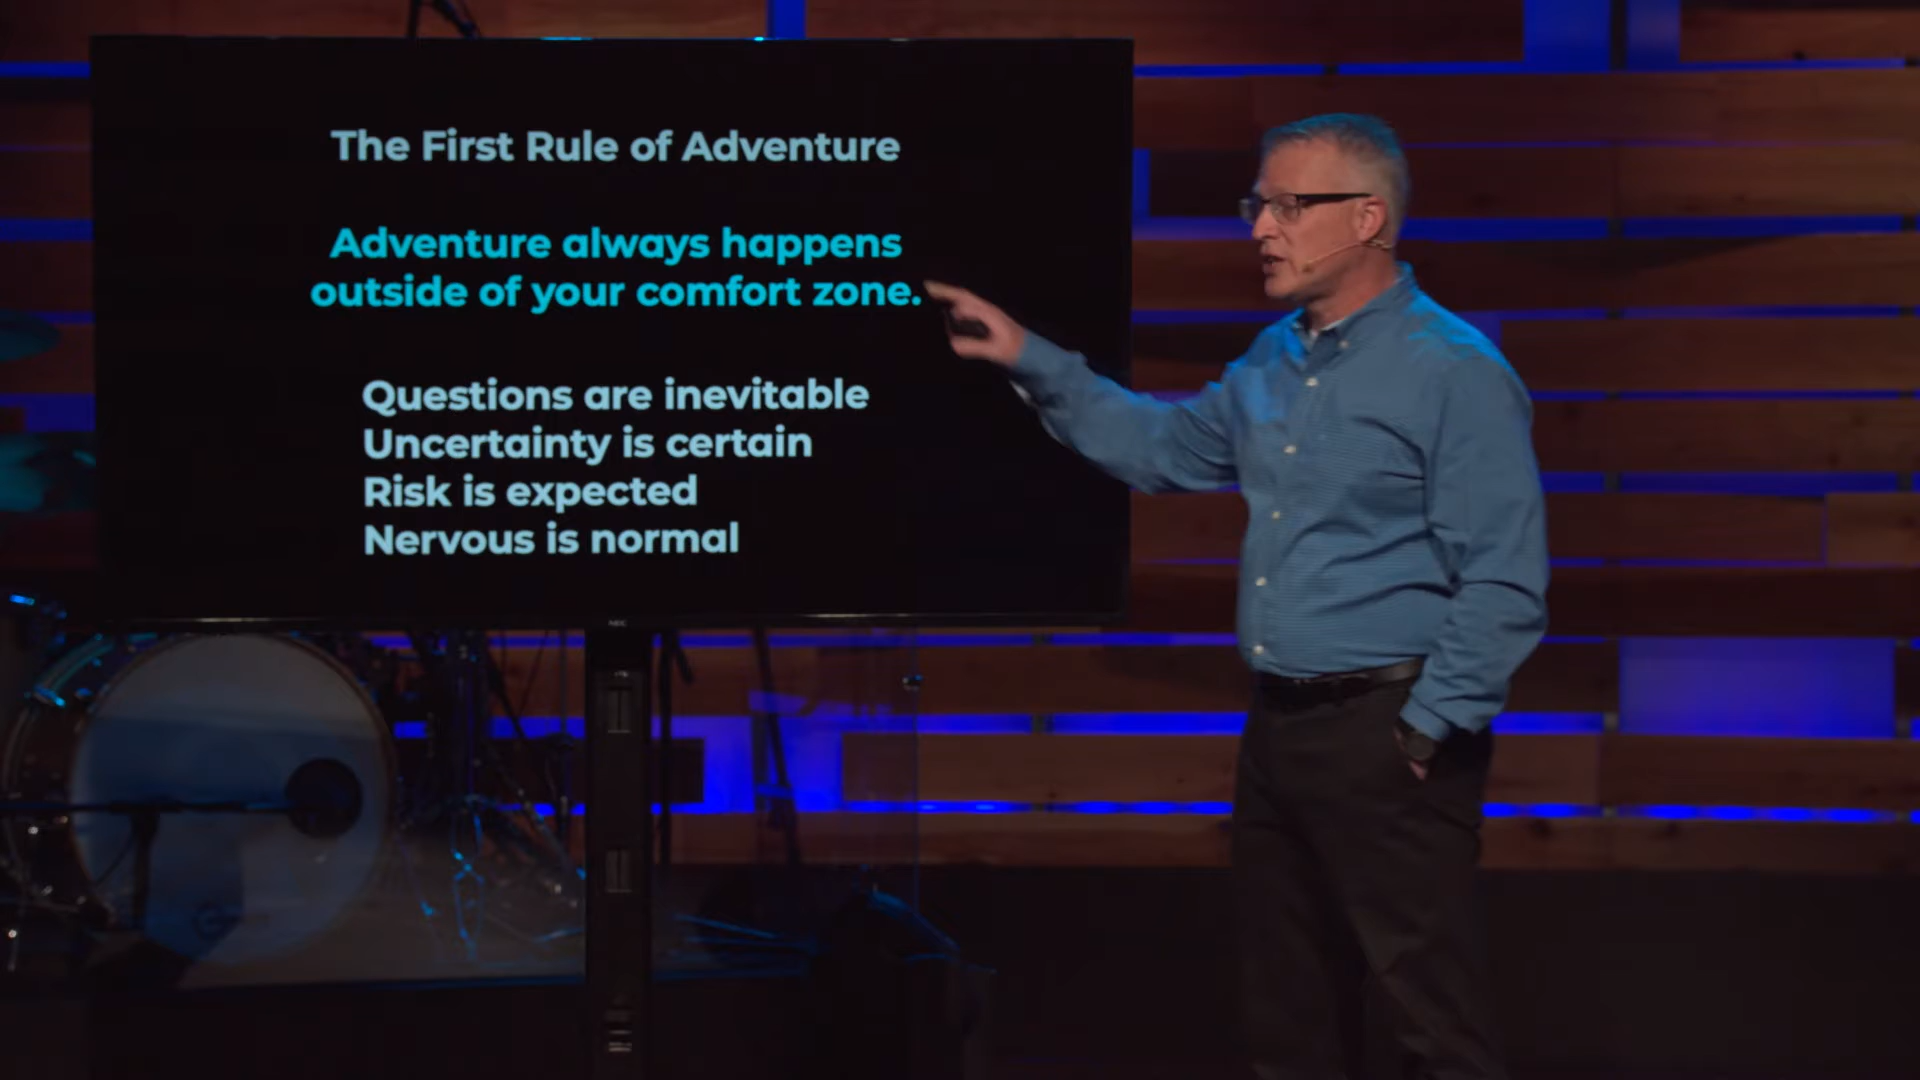 The First Rule of Adventure
Adventure always happens
outside of your comfort zone.
Questions are inevitable
Uncertainty is certain
Risk is expected
Nervous is normal
NEC